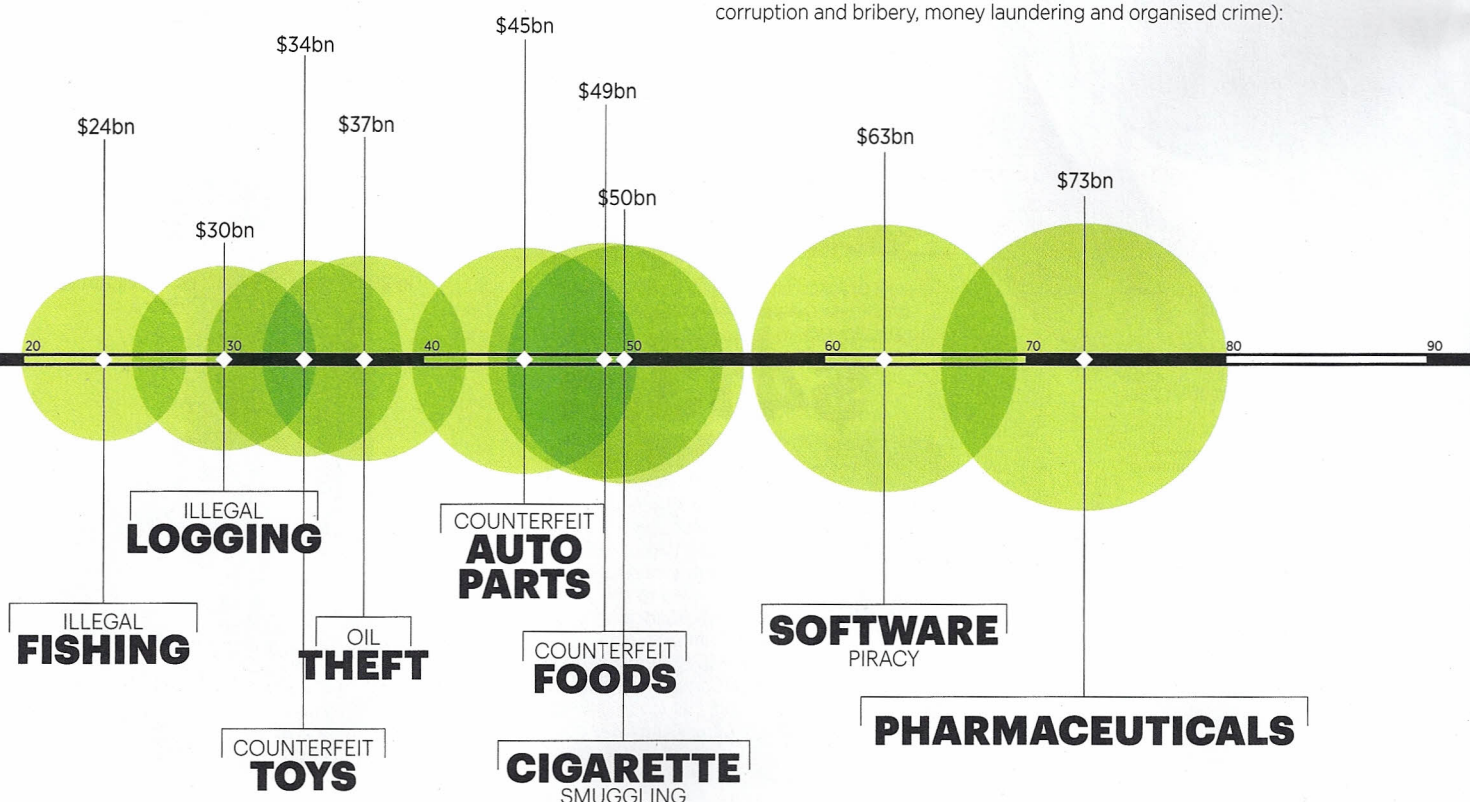 corruption and bribery, money laundering and organised crime):
$45bn
$34bn
$49bn
$24bn
$37bn
$63bn
$73bn
$50bn
$30bn
20
30
40
50
60
70
80
90
ILLEGAL
LOGGING
COUNTERFEIT
AUTO
PARTS
ILLEGAL
FISHING
OIL
THEFT
COUNTERFEIT
FOODS
SOFTWARE
PIRACY
PHARMACEUTICALS
COUNTERFEIT
TOYS
CIGARETTE
SMUGGLING